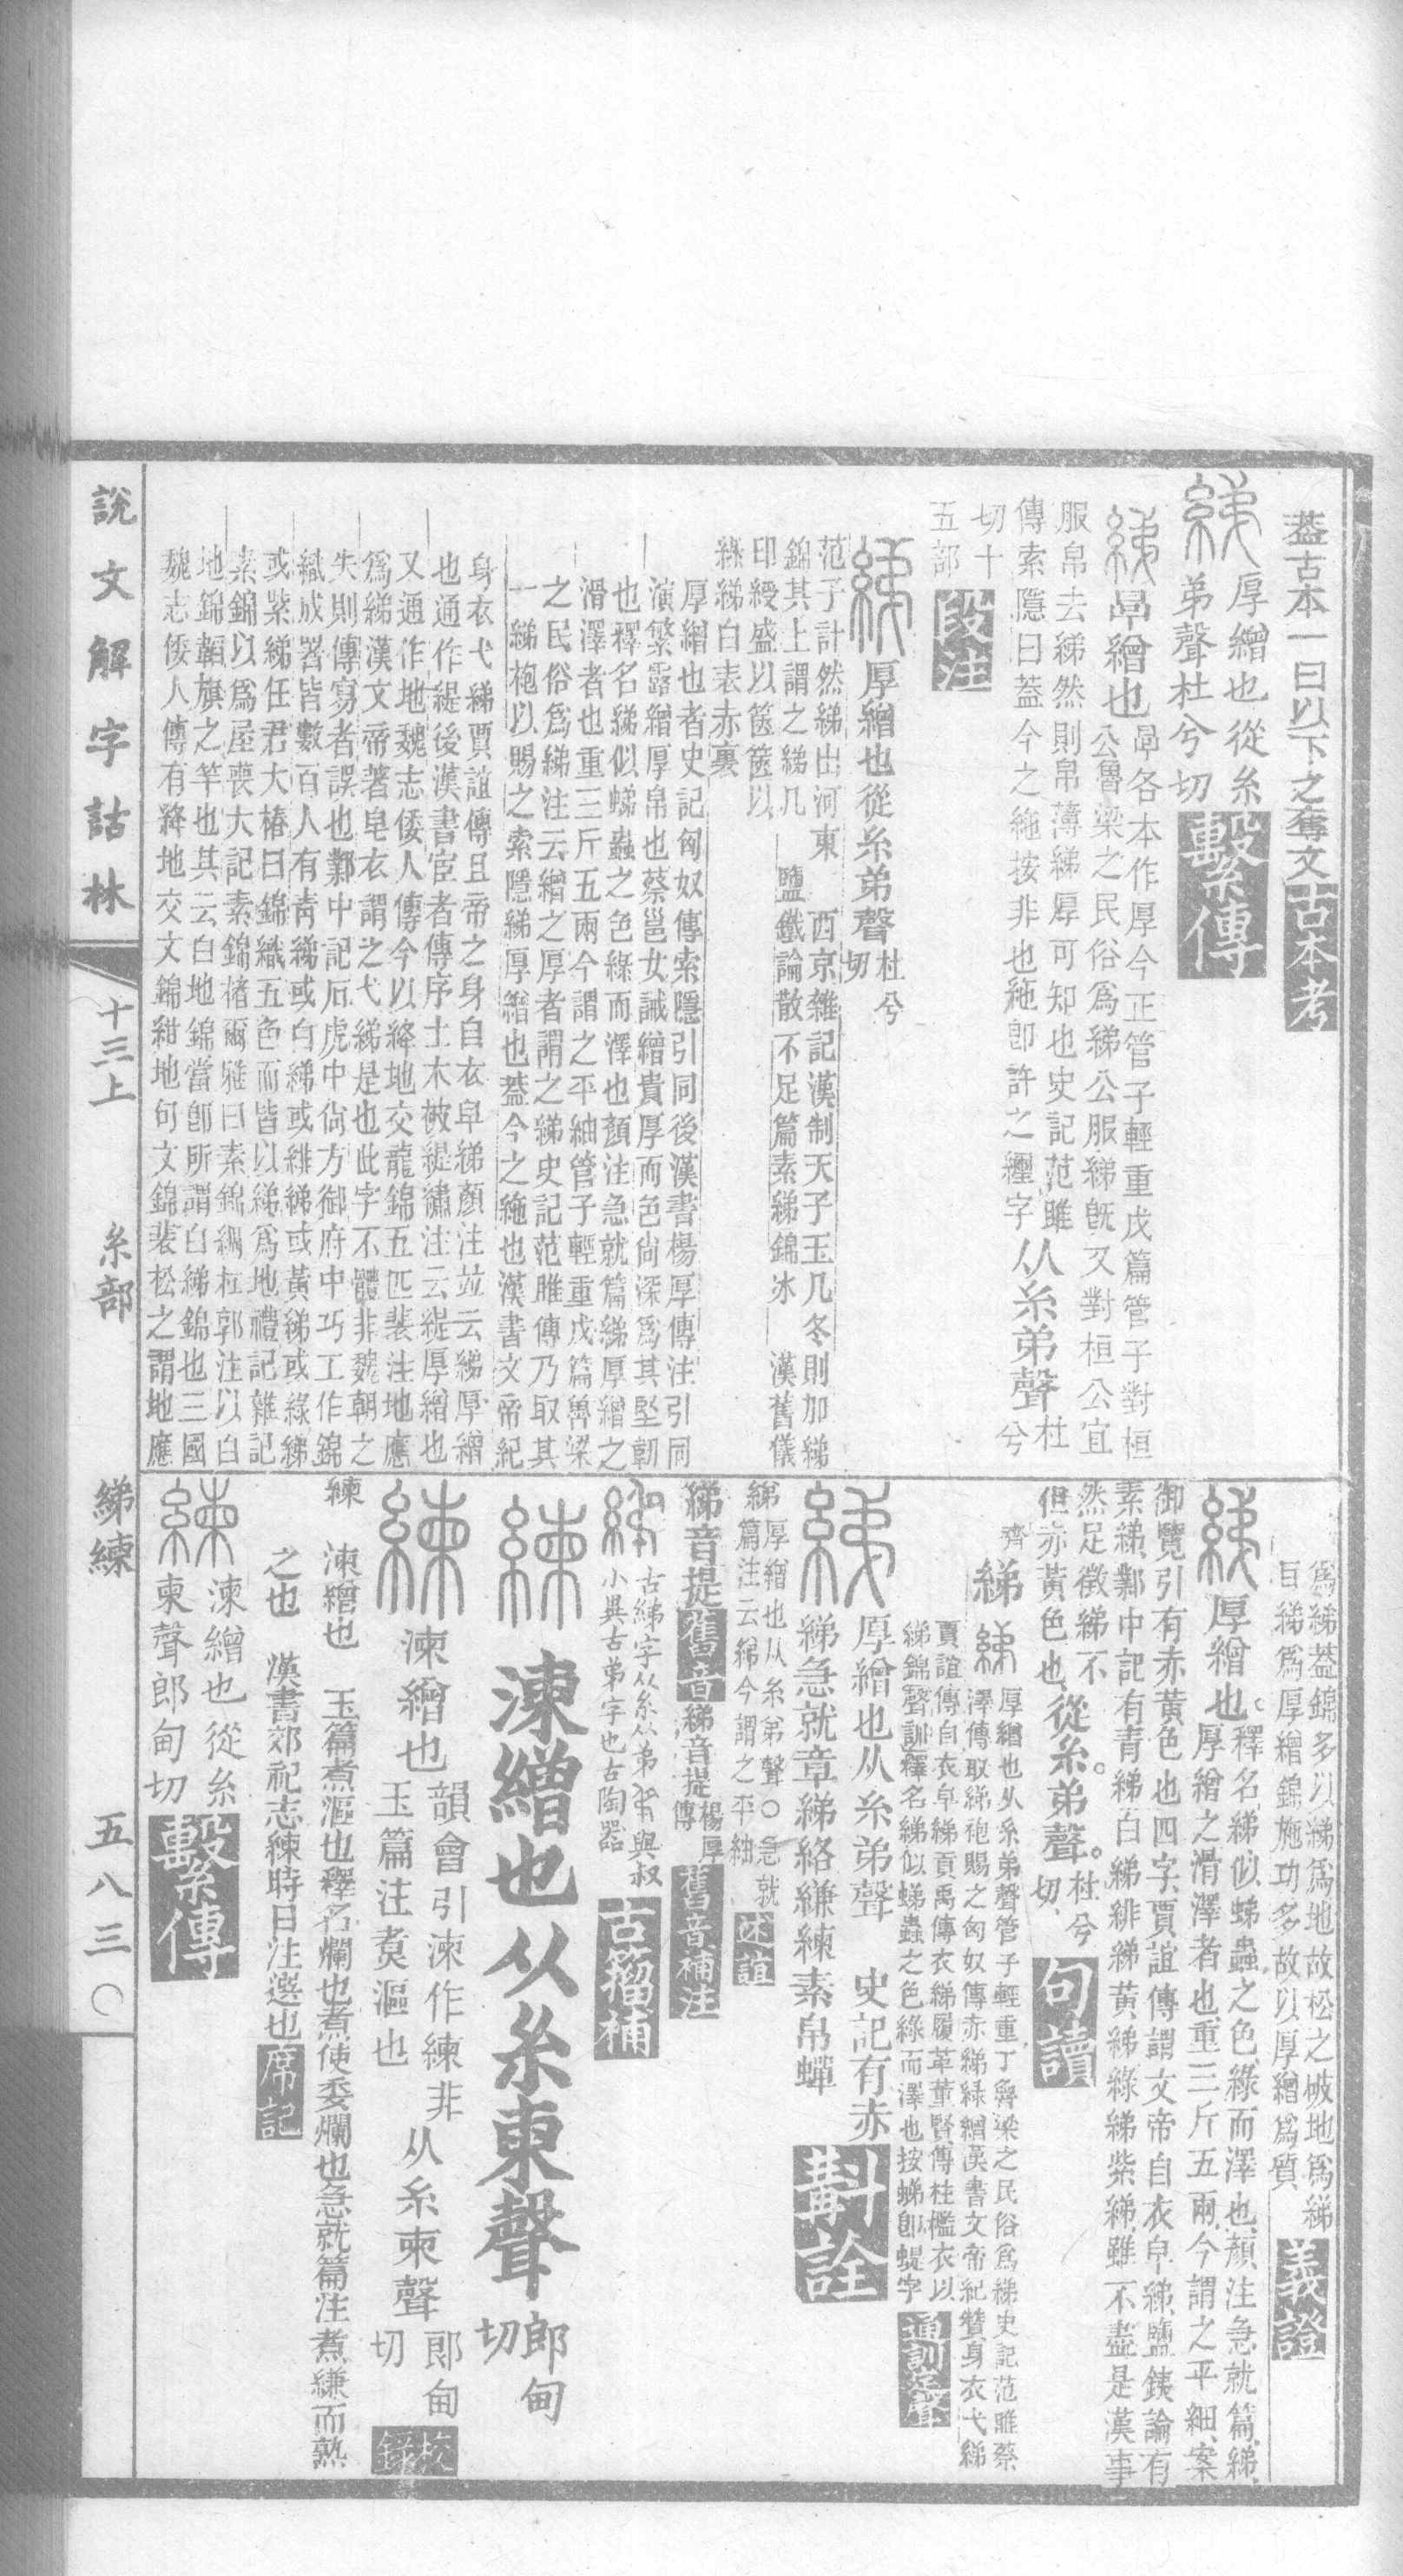 蓋古本一曰以下之奪文古本考
綈厚繒也從糸
弟聲杜兮切繫傳
綈𠪋繒也𠪋各本作厚今正管子輕重戊篇管子對桓
公魯梁之民俗爲綈公服綈旣又對桓公宜
服帛去綈然則帛薄綈厚可知也史記范雎
傳索隱曰蓋今之絁按非也絁卽許之纚字从糸弟聲杜兮
切十
五部段注
綈厚繒也從糸弟聲杜兮切
范子計然綈出河東 西京雜記漢制天子玉几冬則加綈
錦其上謂之綈几 鹽鐵論散不足篇素綈錦冰 漢舊儀
印綬盛以篋篋以
綠綈白表赤裏
厚繒也者史記匈奴傳索隱引同後漢書楊厚傳注引同
演繁露繒厚帛也蔡邕女誡繒貴厚而色尙深爲其堅韌
也釋名綈似蝭蟲之色綠而澤也顏注急就篇綈厚繒之
滑澤者也重三斤五兩今謂之平紬管子輕重戊篇魯梁
之民俗爲綈注云繒之厚者謂之綈史記范雎傳乃取其
一綈袍以賜之索隱綈厚繒也蓋今之絁也漢書文帝紀
身衣弋綈賈誼傳且帝之身自衣皁綈顏注竝云綈厚繒
也通作緹後漢書宦者傳序土木被緹繡注云緹厚繒也
又通作地魏志倭人傳今以絳地交龍錦五匹裴注地應
爲綈漢文帝著皂衣謂之弋綈是也此字不體非魏朝之
失則傳寫者誤也鄴中記石虎中尙方御府中巧工作錦
織成署皆數百人有靑綈或白綈或緋綈或黃綈或綠綈
或紫綈任君大椿曰錦織五色而皆以綈爲地禮記雜記
素錦以爲屋喪大記素錦褚爾雅曰素錦綢杠郭注以白
地錦韜旗之竿也其云白地錦當卽所謂白綈錦也三國
魏志倭人傳有絳地交文錦紺地句文錦裴松之謂地應
爲綈蓋錦多以綈爲地故松之破地爲綈
目綈爲厚繒錦施功多故以厚繒爲質義證
綈厚繒也。釋名綈似蝭蟲之色綠而澤也顏注急就篇綈
厚繒之滑澤者也重三斤五兩今謂之平紬案
御覽引有赤黃色也四字賈誼傳謂文帝自衣皁綈鹽鐵論有
素綈鄴中記有青綈白綈緋綈黃綈綠綈紫綈雖不盡是漢事
然足徵綈不
但赤黃色也從糸。弟聲。杜兮切句讀
齊 綈綈厚繒也从糸弟聲管子輕重丁魯梁之民俗爲綈史記范雎蔡
澤傳取綈袍賜之匈奴傳赤綈綠繒漢書文帝紀贊身衣弋綈
賈誼傳自衣皁綈貢禹傳衣綈履革董賢傳柱檻衣以
綈錦聲訓釋名綈似蝭蟲之色綠而澤也按蝭卽蝭字通訓定聲
綈厚繒也从糸弟聲 史記有赤
綈急就章綈絡縑練素帛蟬斠詮
綈厚繒也从糸弟聲○急就
篇注云綈今謂之平紬述誼
綈音提舊音綈音提楊厚傳舊音補注
古綈字从糸从弟與叔
小異古弟字也古陶器古籀補
練湅繒也从糸柬聲郎甸切
練湅繒也韻會引湅作練非
玉篇注煑漚也从糸柬聲郞甸切校錄
練 湅繒也 玉篇煮漚也釋名爛也煮使委爛也急就篇注煮縑而熟
之也 漢書郊祀志練時日注選也席記
練湅繒也從糸
柬聲郎甸切繫傳
說文解字詁林 十三上 糸部 綈練 五八三〇